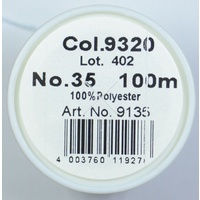 Col.9320
Lot. 402
No.35 100m
100%Polyester
Art. No. 9135
4 003760 11927